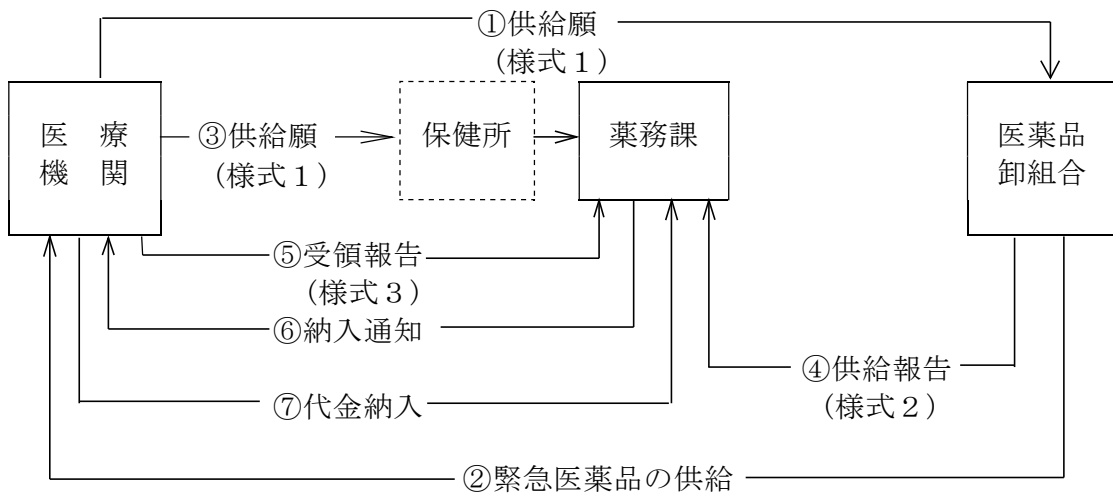 ①供給願
（様式１）
医　療
機　関
③供給願
（様式１）
保健所
薬務課
医薬品
卸組合
⑤受領報告
（様式３）
⑥納入通知
④供給報告
（様式２）
⑦代金納入
②緊急医薬品の供給